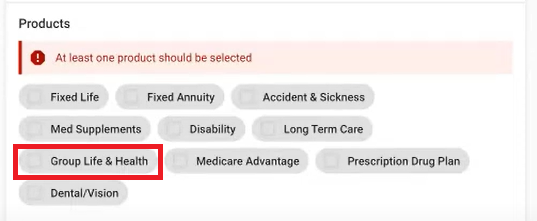 Products
At least one product should be selected
Fixed Life Fixed Annuity Accident & Sickness
Med Supplements Disability Long Term Care
Group Life & Health Medicare Advantage Prescription Drug Plan
Dental/Vision